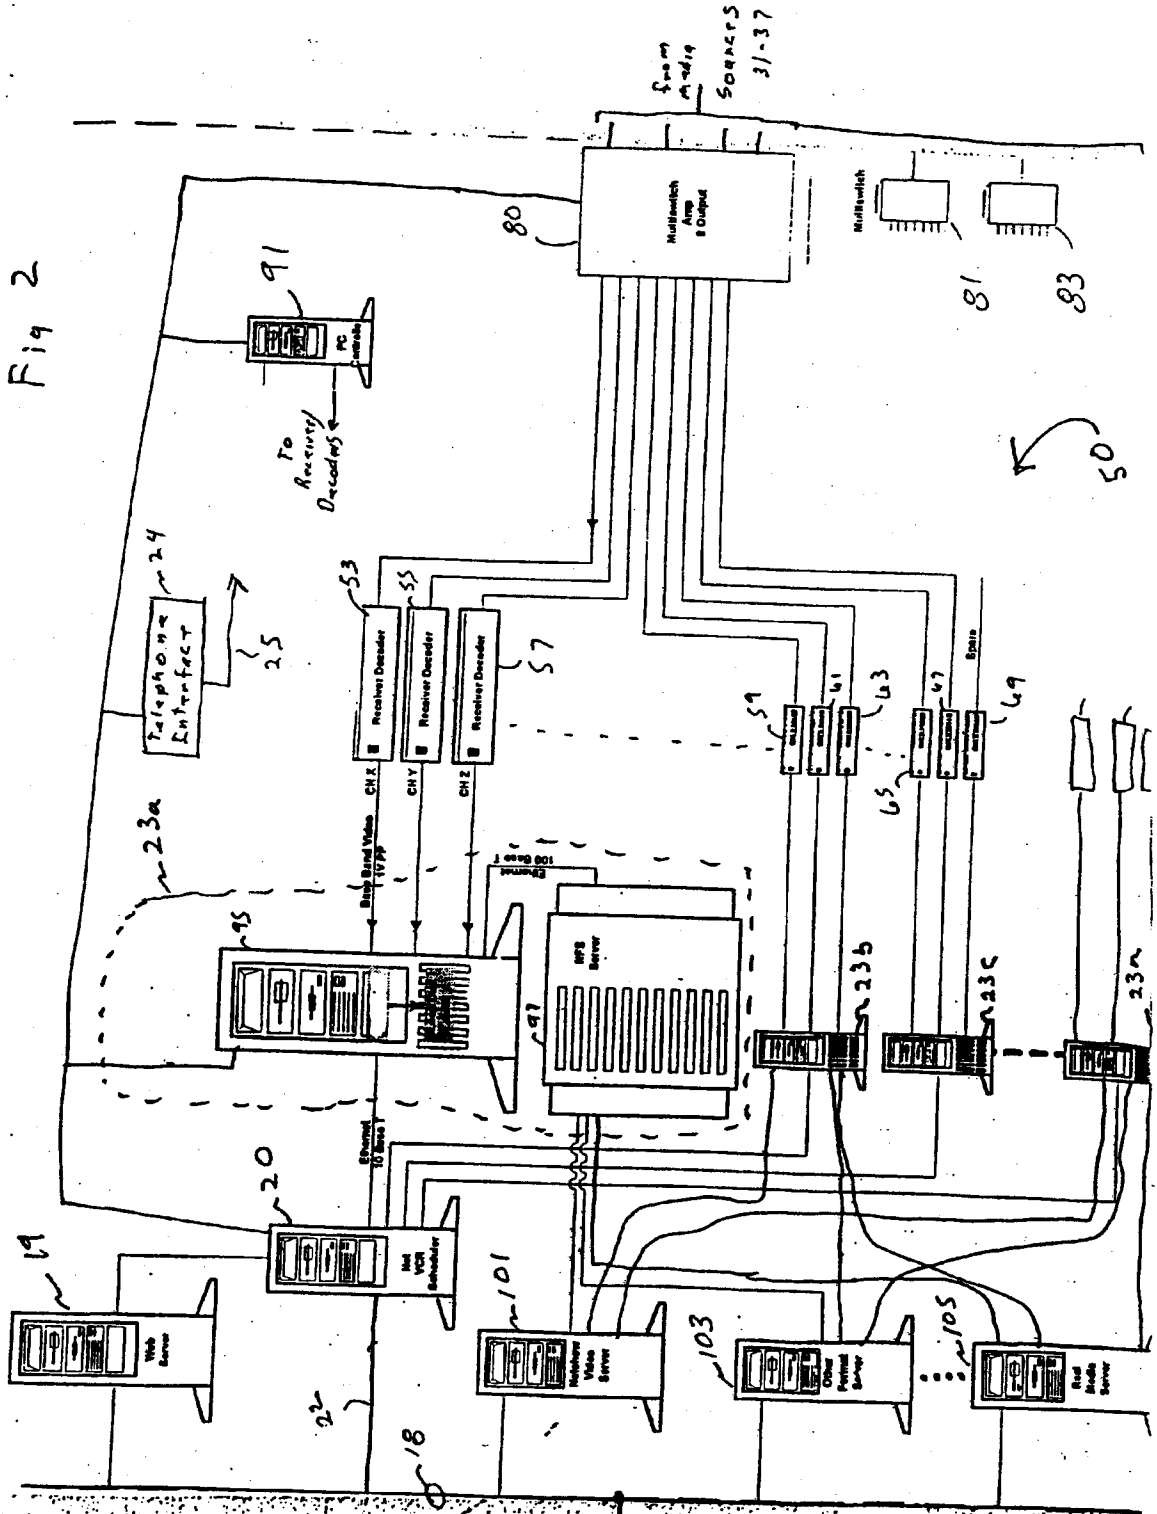 Fig 2
from
media
sources
31-37
80
Multiswitch
Amp
8 Output
Multiswitch
81
83
91
PC
Controlle
To
Receiver/
Decoders
50
24
Telephone
Interface
25
53
Receiver Decoder
55
Receiver Decoder
57
Receiver Decoder
CH X
CH Y
CH Z
Base Band Video
1V PP
59
61
63
65
67
69
Spare
23a
95
Ethernet
100 Base T
97
NFS
Server
23b
23c
23n
Ethernet
10 Base T
20
Net
VCR
Scheduler
19
Web
Server
22
18
101
Video
Server
103
Other
Format
Server
105
Real
Media
Server